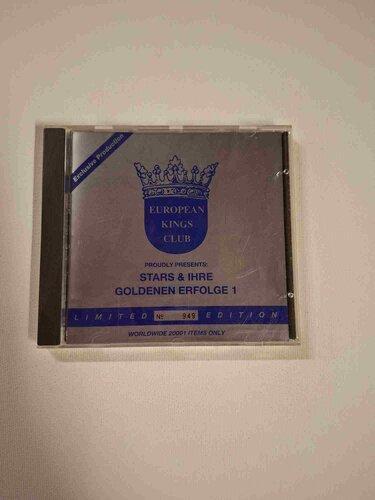 Exclusive Production
EUROPEAN
KINGS
CLUB
PROUDLY PRESENTS:
STARS & IHRE
GOLDENEN ERFOLGE 1
LIMITED № 949 EDITION
WORLDWIDE 20001 ITEMS ONLY